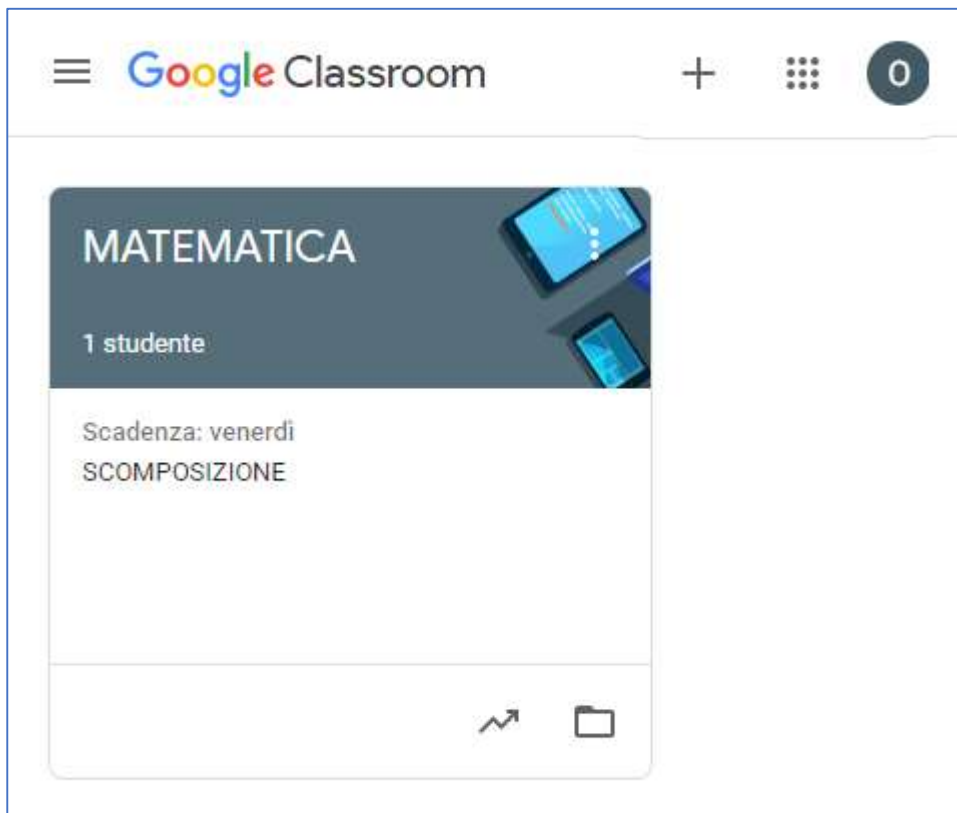 Google Classroom
O
MATEMATICA
1 studente
Scadenza: venerdì
SCOMPOSIZIONE